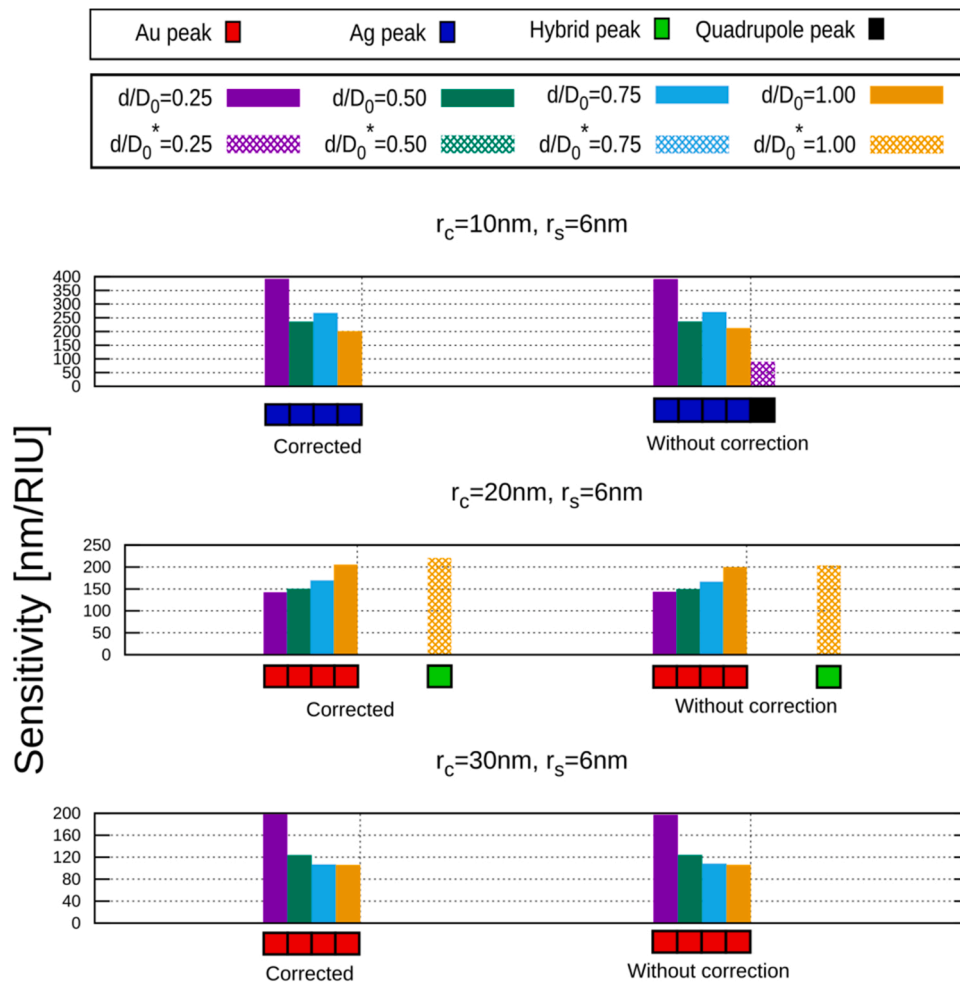 Au peak Ag peak Hybrid peak Quadrupole peak
d/D0=0.25 d/D0=0.50 d/D0=0.75 d/D0=1.00
d/D0*=0.25 d/D0*=0.50 d/D0*=0.75 d/D0*=1.00
rc=10nm, rs=6nm
400
350
300
250
200
150
100
50
0
Corrected Without correction
Sensitivity [nm/RIU]
rc=20nm, rs=6nm
250
200
150
100
50
0
Corrected Without correction
rc=30nm, rs=6nm
200
160
120
80
40
0
Corrected Without correction